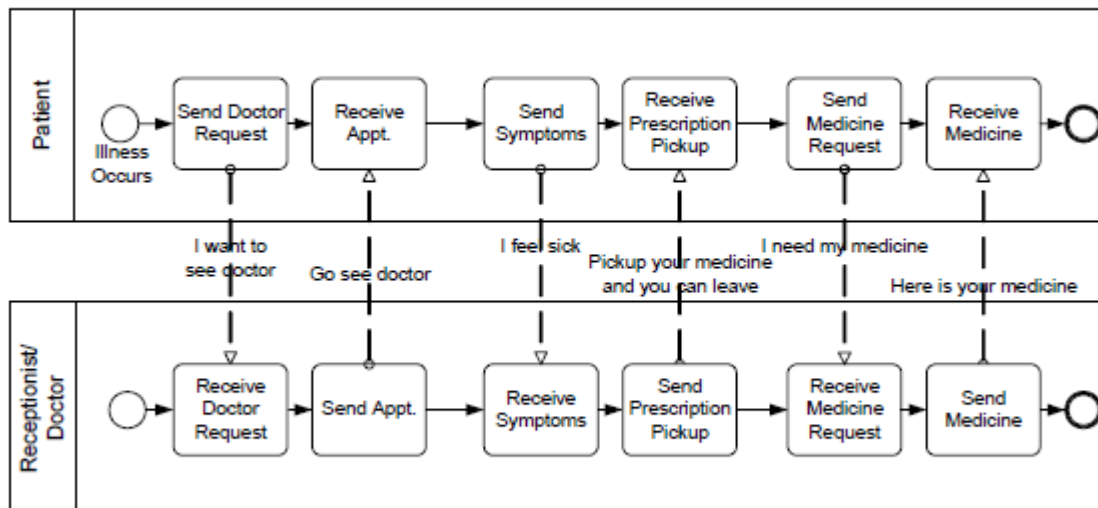 Patient
Illness
Occurs
Send Doctor
Request
Receive
Appt.
Send
Symptoms
Receive
Prescription
Pickup
Send
Medicine
Request
Receive
Medicine
I want to
see doctor
Go see doctor
I feel sick
Pickup your medicine
and you can leave
I need my medicine
Here is your medicine
Receptionist/
Doctor
Receive
Doctor
Request
Send Appt.
Receive
Symptoms
Send
Prescription
Pickup
Receive
Medicine
Request
Send
Medicine